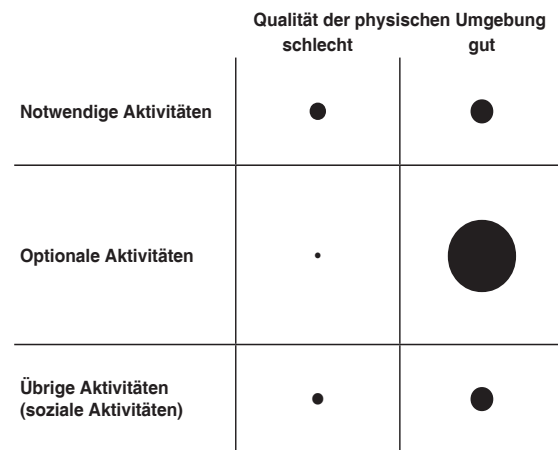 Qualität der physischen Umgebung
schlecht gut
Notwendige Aktivitäten
Optionale Aktivitäten
Übrige Aktivitäten
(soziale Aktivitäten)